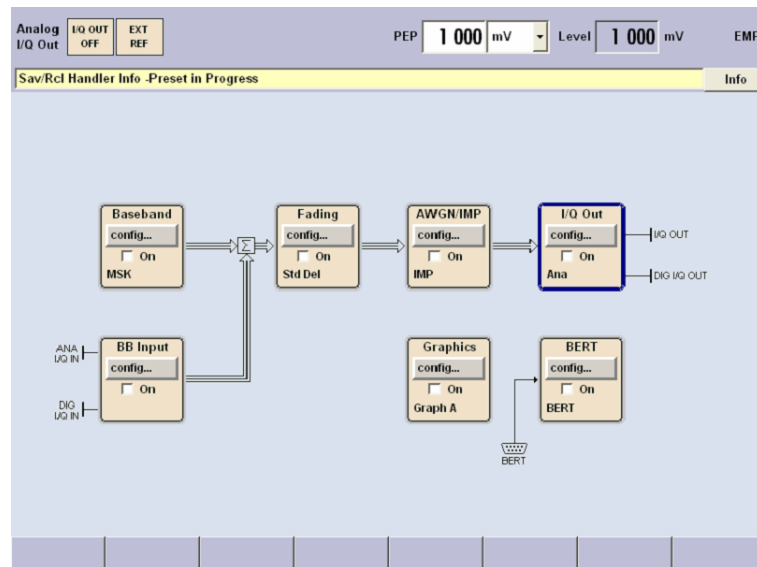 Analog I/Q Out I/Q OUT OFF EXT REF PEP 1 000 mV Level 1 000 mV EMF
Sav/Rcl Handler Info -Preset in Progress Info
Baseband
config...
On
MSK
Fading
config...
On
Std Del
AWGN/IMP
config...
On
IMP
I/Q Out
config...
On
Ana
I/Q OUT
DIG I/Q OUT
Σ
ANA I/Q IN
DIG I/Q IN
BB Input
config...
On
Graphics
config...
On
Graph A
BERT
config...
On
BERT
BERT